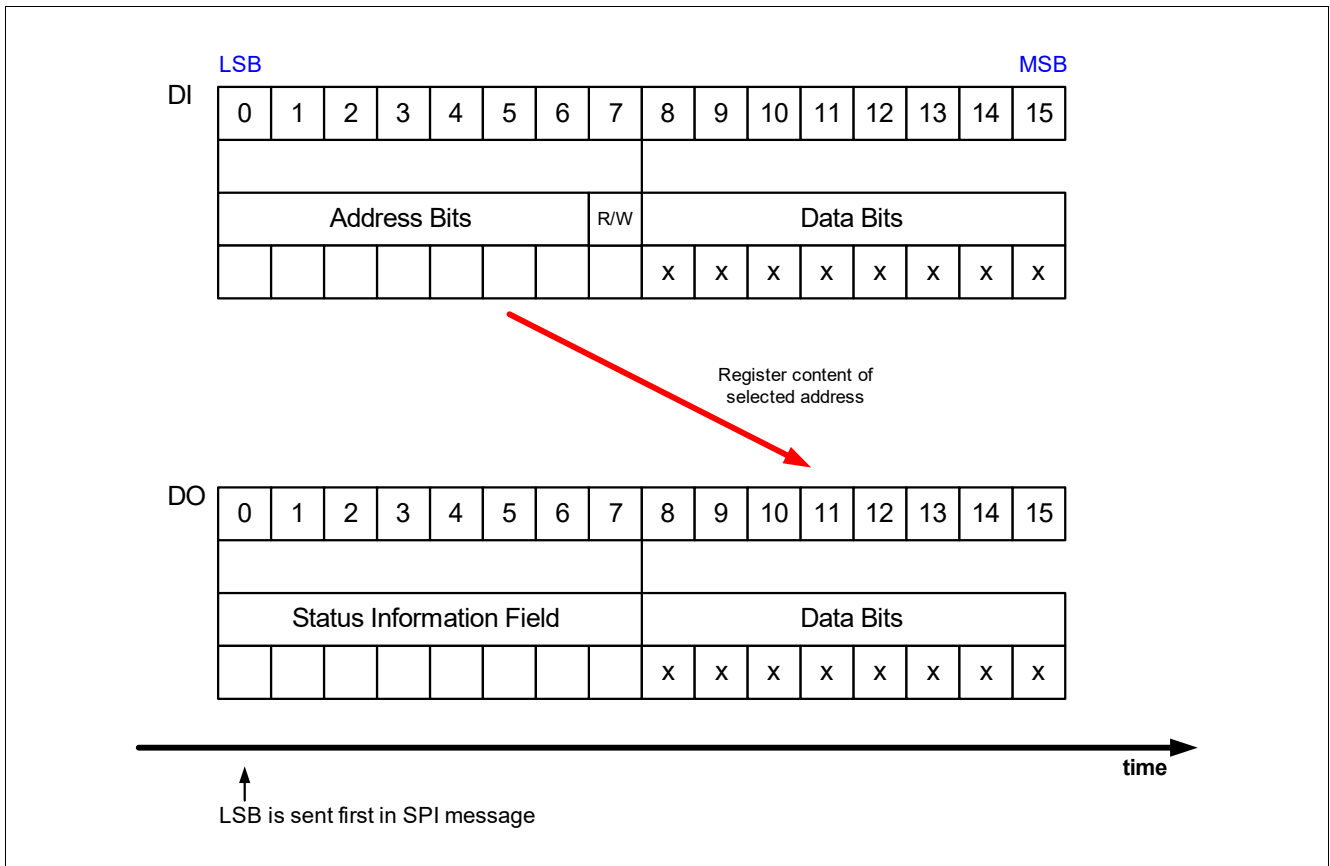 LSB MSB
DI
0 1 2 3 4 5 6 7 8 9 10 11 12 13 14 15
Address Bits R/W Data Bits
x x x x x x x x
Register content of
selected address
DO
0 1 2 3 4 5 6 7 8 9 10 11 12 13 14 15
Status Information Field Data Bits
x x x x x x x x
time
LSB is sent first in SPI message